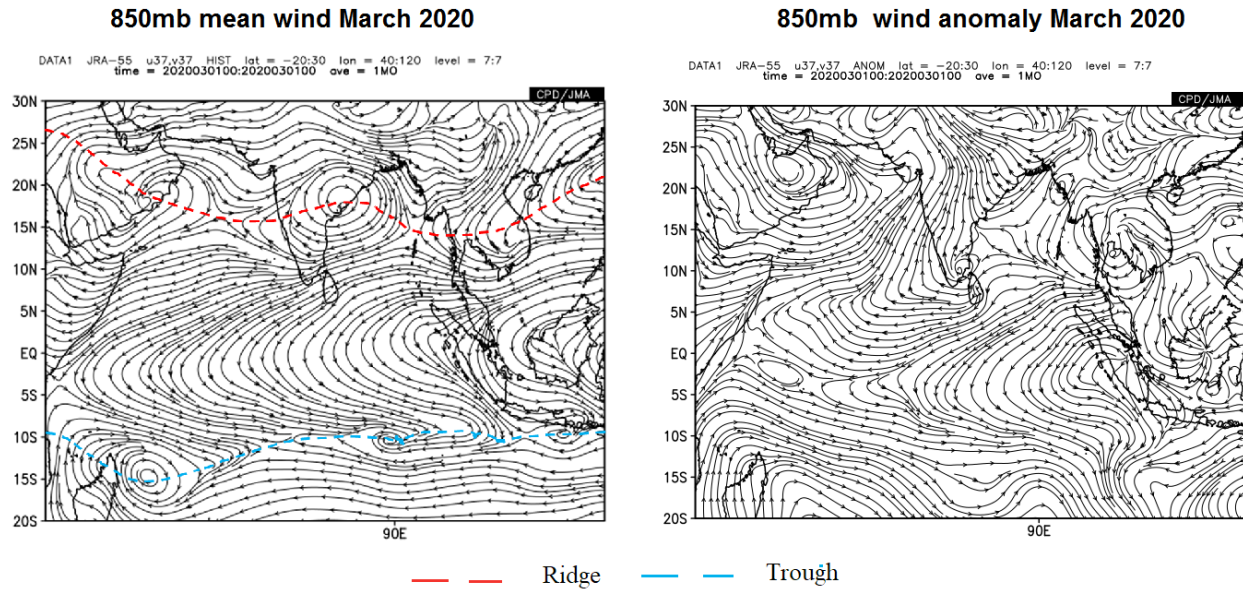 850mb mean wind March 2020
DATA1 JRA-55 u37,v37 HIST lat = -20:30 lon = 40:120 level = 7:7
time = 2020030100:2020030100 ave = 1MO
CPD/JMA
30N
25N
20N
15N
10N
5N
EQ
5S
10S
15S
20S
90E
850mb wind anomaly March 2020
DATA1 JRA-55 u37,v37 ANOM lat = -20:30 lon = 40:120 level = 7:7
time = 2020030100:2020030100 ave = 1MO
CPD/JMA
30N
25N
20N
15N
10N
5N
EQ
5S
10S
15S
20S
90E
Ridge
Trough